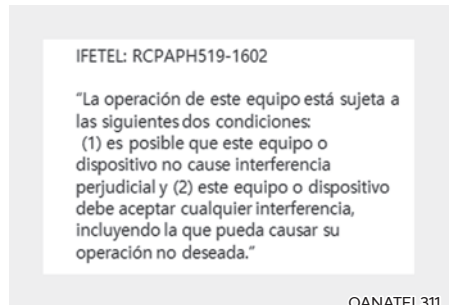 IFETEL: RCPAPH519-1602
“La operación de este equipo está sujeta a
las siguientes dos condiciones:
(1) es posible que este equipo o
dispositivo no cause interferencia
perjudicial y (2) este equipo o dispositivo
debe aceptar cualquier interferencia,
incluyendo la que pueda causar su
operación no deseada.”
OANATEL311